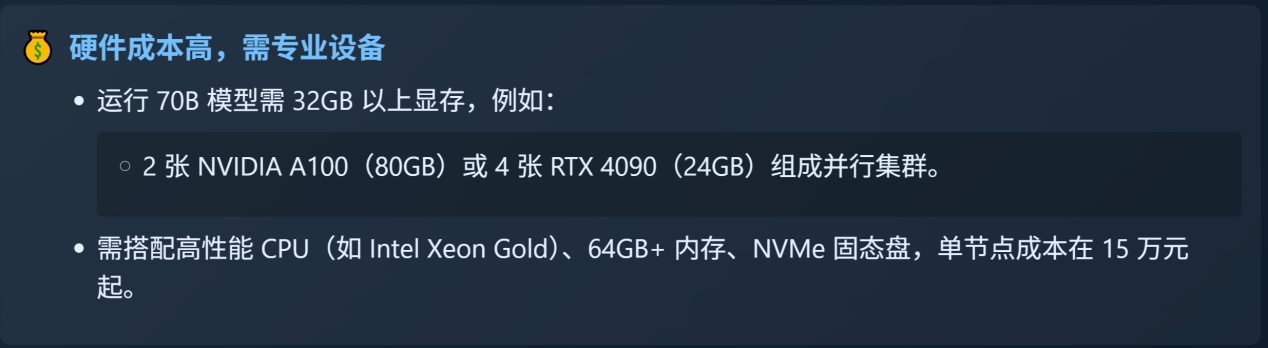 硬件成本高，需专业设备
运行 70B 模型需 32GB 以上显存，例如：
2 张 NVIDIA A100（80GB）或 4 张 RTX 4090（24GB）组成并行集群。
需搭配高性能 CPU（如 Intel Xeon Gold）、64GB+ 内存、NVMe 固态盘，单节点成本在 15 万元
起。